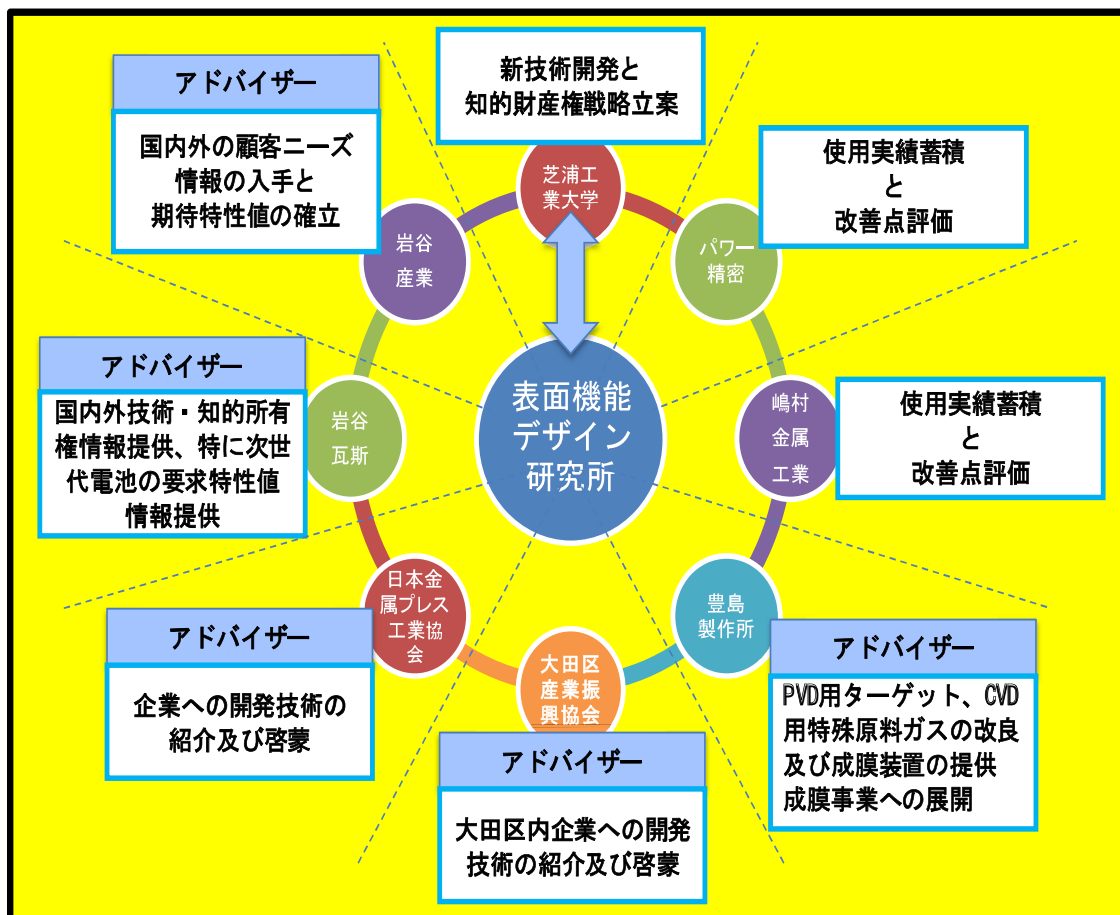 新技術開発と
知的財産権戦略立案
芝浦工
業大学
使用実績蓄積
と
改善点評価
パワー
精密
使用実績蓄積
と
改善点評価
嶋村
金属
工業
豊島
製作所
アドバイザー
PVD用ターゲット、CVD
用特殊原料ガスの改良
及び成膜装置の提供
成膜事業への展開
大田区
産業振
興協会
アドバイザー
大田区内企業への開発
技術の紹介及び啓蒙
日本金
属プレス
工業協
会
アドバイザー
企業への開発技術の
紹介及び啓蒙
岩谷
瓦斯
アドバイザー
国内外技術・知的所有
権情報提供、特に次世
代電池の要求特性値
情報提供
岩谷
産業
アドバイザー
国内外の顧客ニーズ
情報の入手と
期待特性値の確立
表面機能
デザイン
研究所